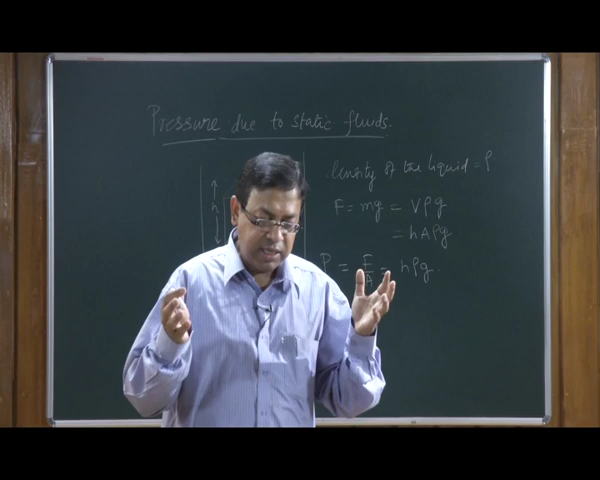 Pressure due to static fluids.
h
density of the liquid = ρ
F = mg = Vρg
= hAρg
P = F/A = hρg.